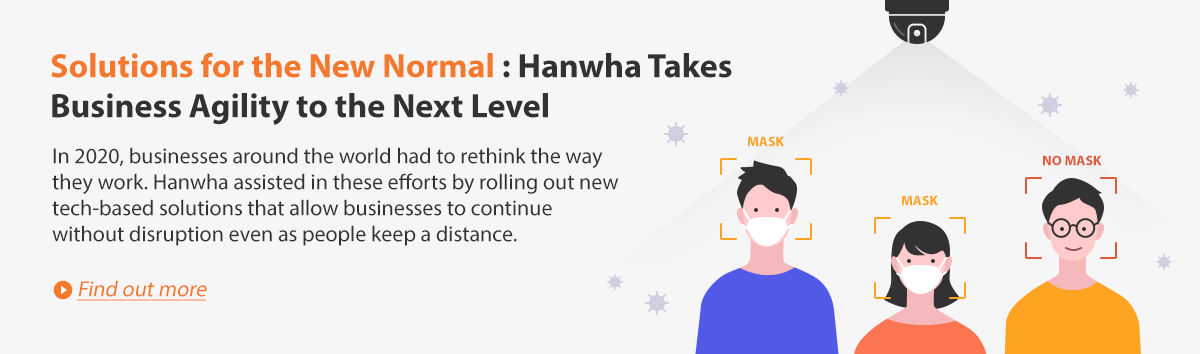 Solutions for the New Normal : Hanwha Takes
Business Agility to the Next Level
In 2020, businesses around the world had to rethink the way
they work. Hanwha assisted in these efforts by rolling out new
tech-based solutions that allow businesses to continue
without disruption even as people keep a distance.
Find out more
MASK
MASK
NO MASK